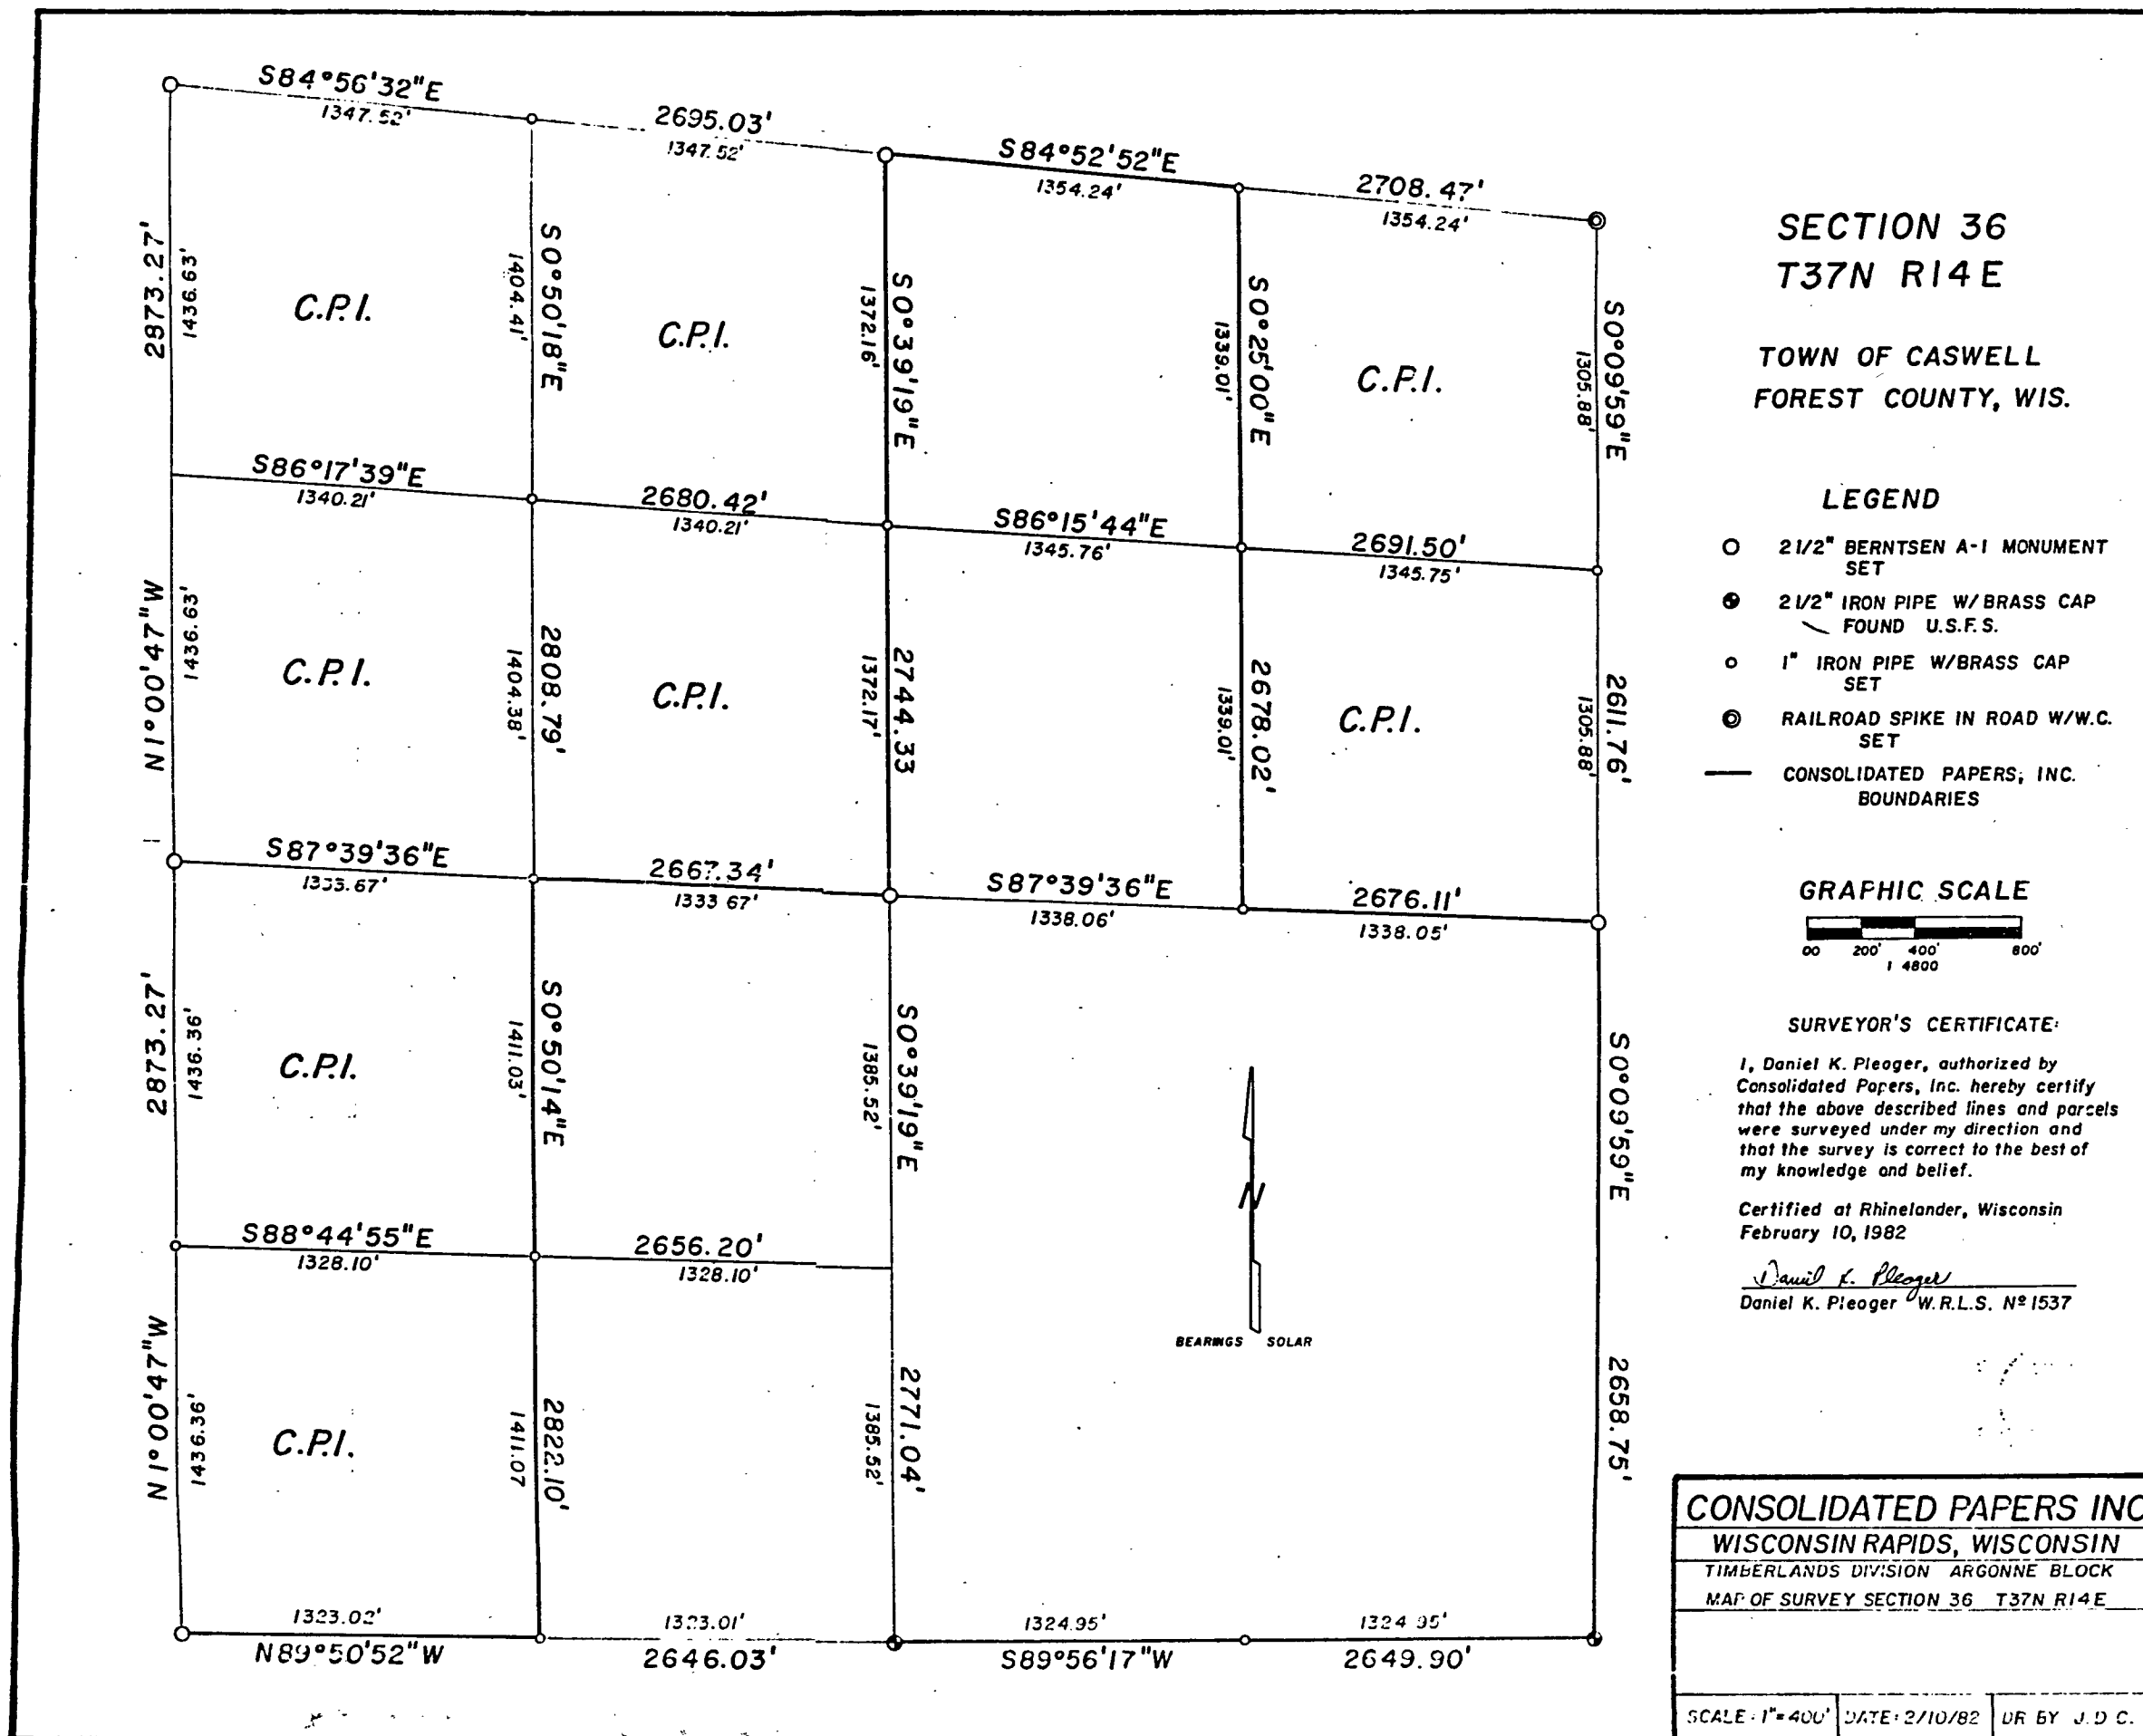 S84°56'32"E
1347.52'
2695.03'
1347.52'
S84°52'52"E
1354.24'
2708.47'
1354.24'
2873.27'
1436.63'
C.P.I.
1404.41'
S0°50'18"E
C.P.I.
1372.16'
S0°39'19"E
1339.01'
S0°25'00"E
C.P.I.
1305.88'
S0°09'59"E
S86°17'39"E
1340.21'
2680.42'
1340.21'
S86°15'44"E
1345.76'
2691.50'
1345.75'
N1°00'47"W
1436.63'
C.P.I.
1404.38'
2808.79'
C.P.I.
1372.17'
2744.33
1339.01'
2678.02'
C.P.I.
1305.88'
2611.76'
S87°39'36"E
1333.67'
2667.34'
1333.67'
S87°39'36"E
1338.06'
2676.11'
1338.05'
2873.27'
1436.36'
C.P.I.
1411.03'
S0°50'14"E
1385.52'
S0°39'19"E
S0°09'59"E
N
BEARINGS SOLAR
S88°44'55"E
1328.10'
2656.20'
1328.10'
N1°00'47"W
1436.36'
C.P.I.
1411.07
2822.10'
1385.52'
2771.04'
2658.75'
1323.02'
N89°50'52"W
1323.01'
2646.03'
1324.95'
S89°56'17"W
1324.95'
2649.90'
SECTION 36
T37N R14E
TOWN OF CASWELL
FOREST COUNTY, WIS.
LEGEND
2 1/2" BERNTSEN A-1 MONUMENT
SET
2 1/2" IRON PIPE W/BRASS CAP
FOUND U.S.F.S.
1" IRON PIPE W/BRASS CAP
SET
RAILROAD SPIKE IN ROAD W/W.C.
SET
CONSOLIDATED PAPERS, INC.
BOUNDARIES
GRAPHIC SCALE
00 200' 400' 800'
1 4800
SURVEYOR'S CERTIFICATE:
I, Daniel K. Pleoger, authorized by
Consolidated Papers, Inc. hereby certify
that the above described lines and parcels
were surveyed under my direction and
that the survey is correct to the best of
my knowledge and belief.
Certified at Rhinelander, Wisconsin
February 10, 1982
Daniel K. Pleoger
Daniel K. Pleoger W.R.L.S. Nº 1537
CONSOLIDATED PAPERS INC
WISCONSIN RAPIDS, WISCONSIN
TIMBERLANDS DIVISION ARGONNE BLOCK
MAP OF SURVEY SECTION 36 T37N R14E
SCALE: 1"=400' DATE: 2/10/82 DR BY J.D C.